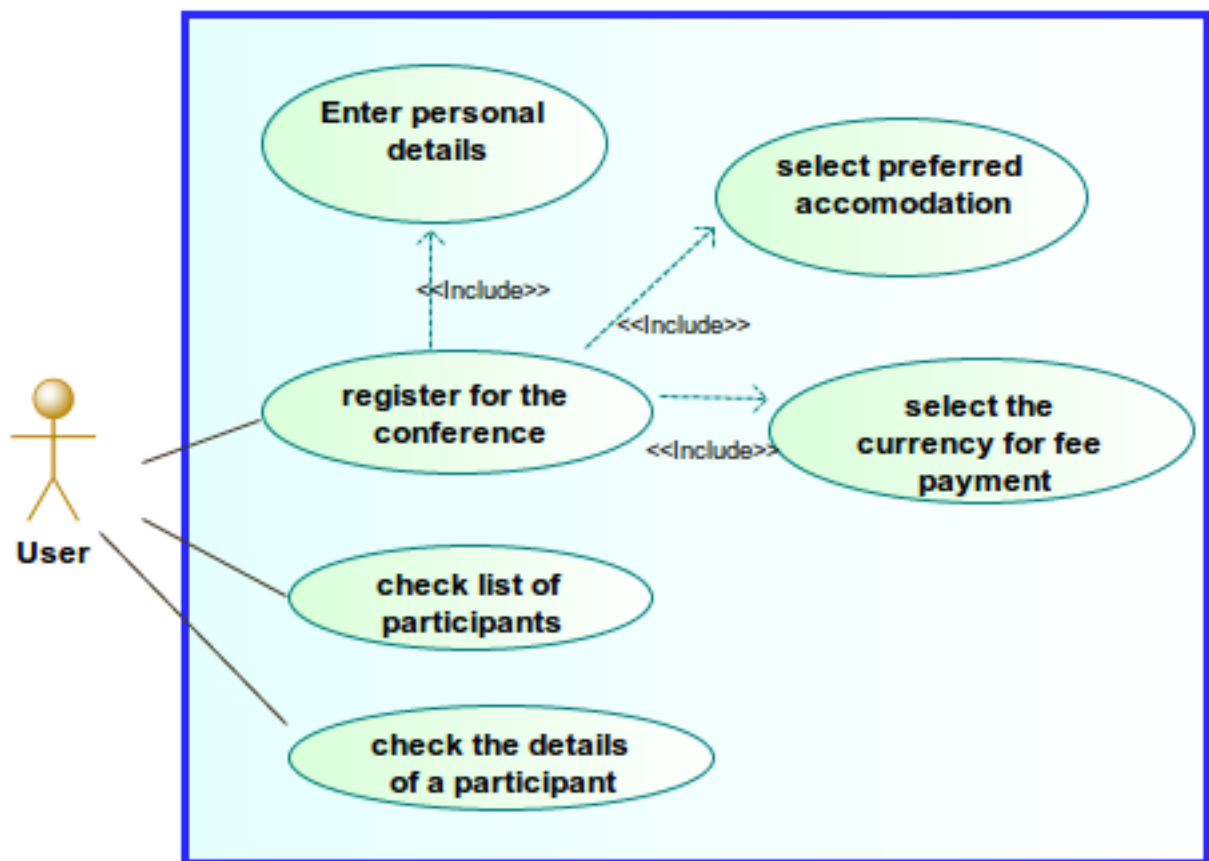 Enter personal
details
select preferred
accomodation
<<Include>>
<<Include>>
register for the
conference
select the
currency for fee
payment
<<Include>>
User
check list of
participants
check the details
of a participant